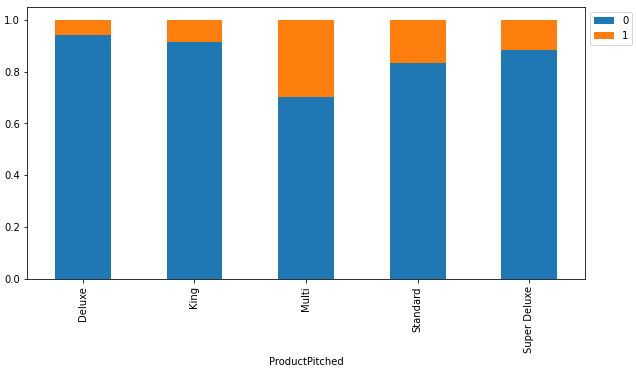 1.0
0.8
0.6
0.4
0.2
0.0
0
1
Deluxe
King
Multi
Standard
Super Deluxe
ProductPitched